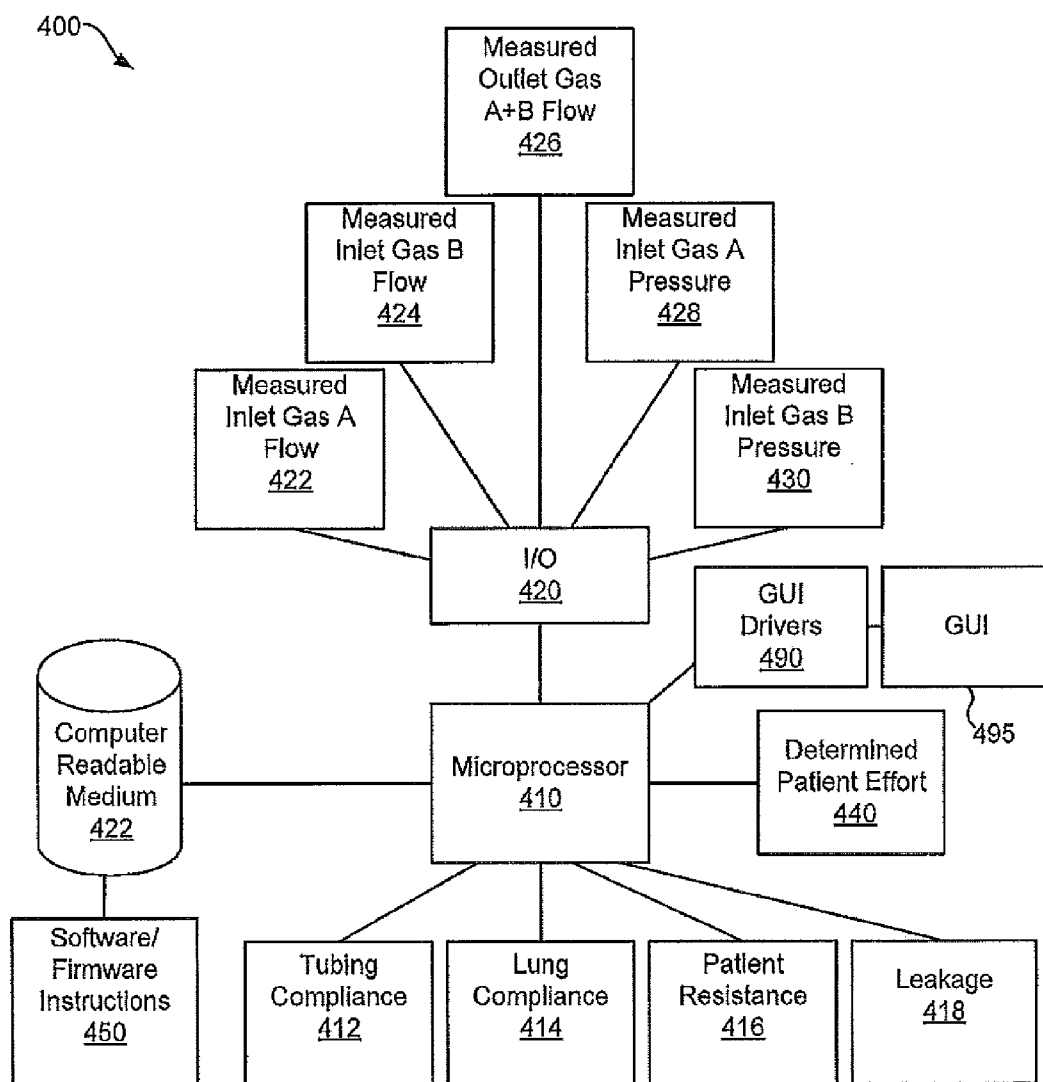 400
Measured
Outlet Gas
A+B Flow
426
Measured
Inlet Gas B
Flow
424
Measured
Inlet Gas A
Pressure
428
Measured
Inlet Gas A
Flow
422
Measured
Inlet Gas B
Pressure
430
I/O
420
GUI
Drivers
490
GUI
495
Computer
Readable
Medium
422
Microprocessor
410
Determined
Patient Effort
440
Software/
Firmware
Instructions
450
Tubing
Compliance
412
Lung
Compliance
414
Patient
Resistance
416
Leakage
418